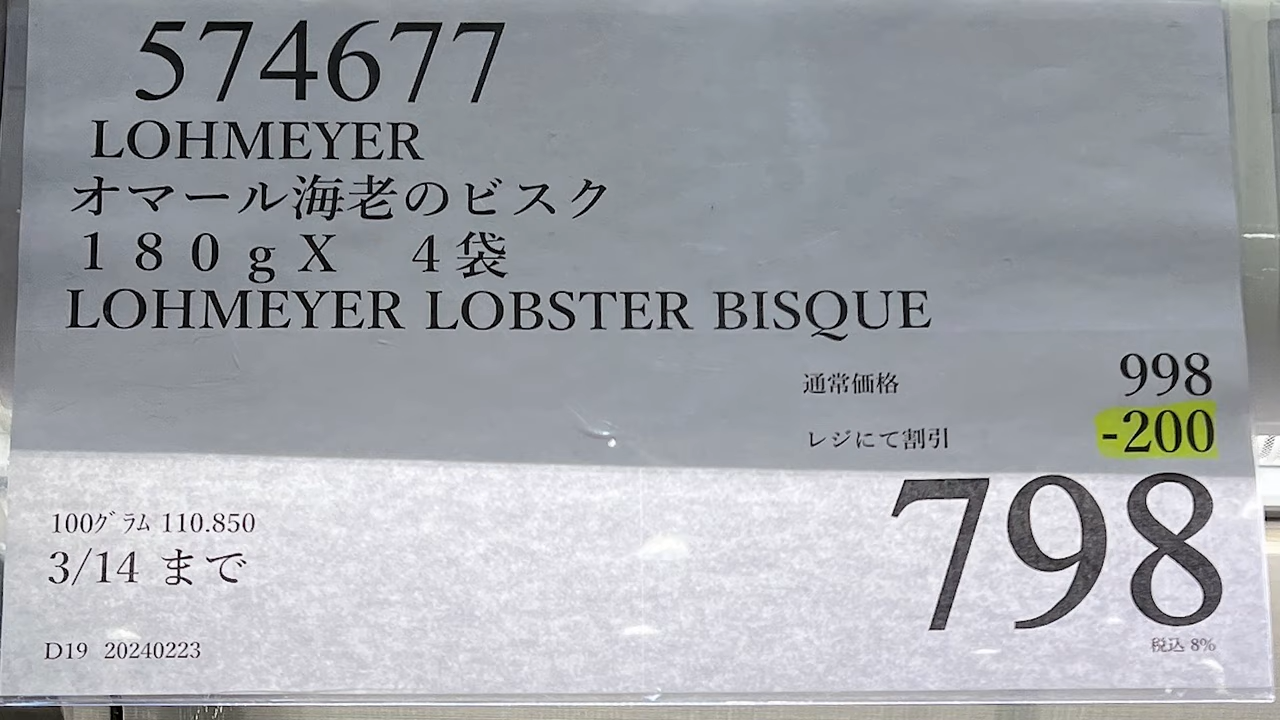 574677
LOHMEYER
オマール海老のビスク
１８０ｇＸ　４袋
LOHMEYER LOBSTER BISQUE
通常価格 998
レジにて割引 -200
798
100ｸﾞﾗﾑ 110.850
3/14 まで
税込 8%
D19 20240223